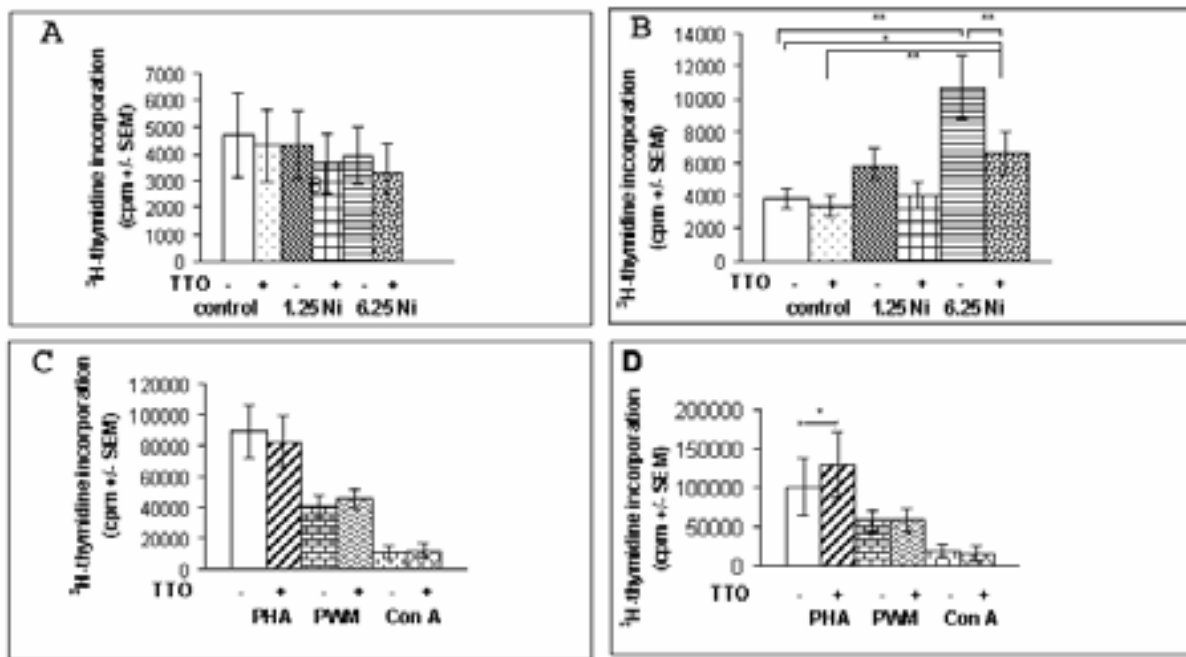 A
³H-thymidine incorporation
(cpm +/- SEM)
7000
6000
5000
4000
3000
2000
1000
0
TTO - + - + - +
control 1.25 Ni 6.25 Ni
B
³H-thymidine incorporation
(cpm +/- SEM)
14000
12000
10000
8000
6000
4000
2000
0
** **
*
**
TTO - + - + - +
control 1.25 Ni 6.25 Ni
C
³H-thymidine incorporation
(cpm +/- SEM)
120000
100000
80000
60000
40000
20000
0
TTO - + - + - +
PHA PWM Con A
D
³H-thymidine incorporation
(cpm +/- SEM)
200000
150000
100000
50000
0
*
TTO - + - + - +
PHA PWM Con A